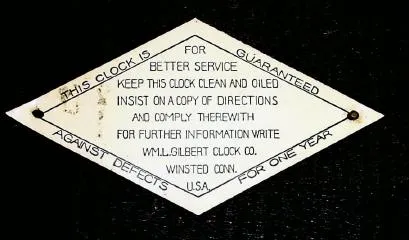 THIS CLOCK IS GUARANTEED
AGAINST DEFECTS FOR ONE YEAR
FOR
BETTER SERVICE
KEEP THIS CLOCK CLEAN AND OILED
INSIST ON A COPY OF DIRECTIONS
AND COMPLY THEREWITH
FOR FURTHER INFORMATION WRITE
WM.L.GILBERT CLOCK CO.
WINSTED CONN.
U.S.A.